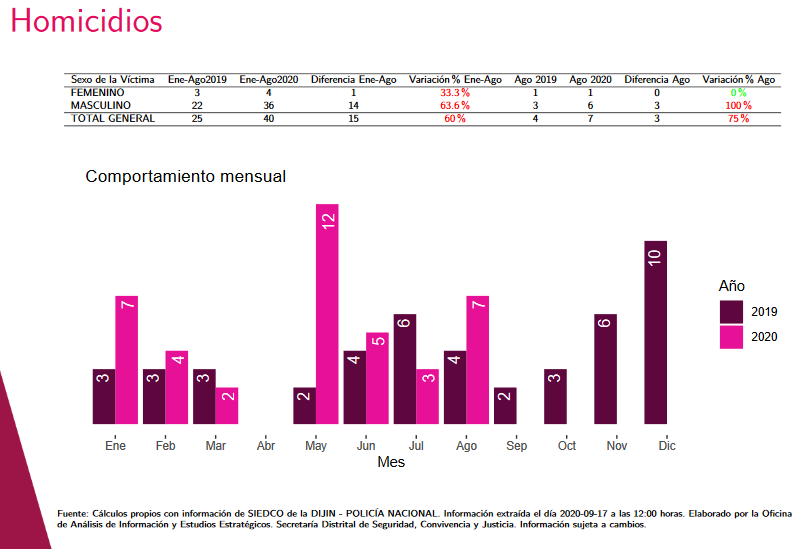 Homicidios
Sexo de la Víctima Ene-Ago2019 Ene-Ago2020 Diferencia Ene-Ago Variación % Ene-Ago Ago 2019 Ago 2020 Diferencia Ago Variación % Ago
FEMENINO 3 4 1 33.3 % 1 1 0 0 %
MASCULINO 22 36 14 63.6 % 3 6 3 100 %
TOTAL GENERAL 25 40 15 60 % 4 7 3 75 %
Comportamiento mensual
3 7 3 4 3 2 2 12 4 5 6 3 4 7 2 3 6 10
Ene Feb Mar Abr May Jun Jul Ago Sep Oct Nov Dic
Mes
Año
2019
2020
Fuente: Cálculos propios con información de SIEDCO de la DIJIN - POLICÍA NACIONAL. Información extraída el día 2020-09-17 a las 12:00 horas. Elaborado por la Oficina
de Análisis de Información y Estudios Estratégicos. Secretaría Distrital de Seguridad, Convivencia y Justicia. Información sujeta a cambios.